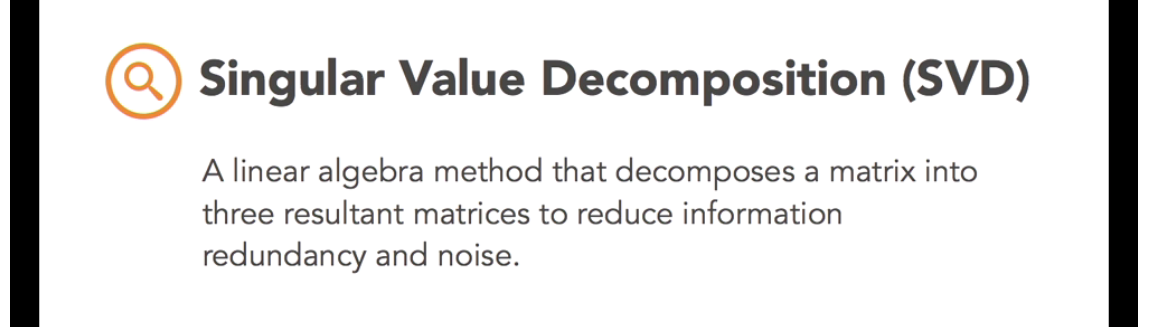 Singular Value Decomposition (SVD)
A linear algebra method that decomposes a matrix into
three resultant matrices to reduce information
redundancy and noise.